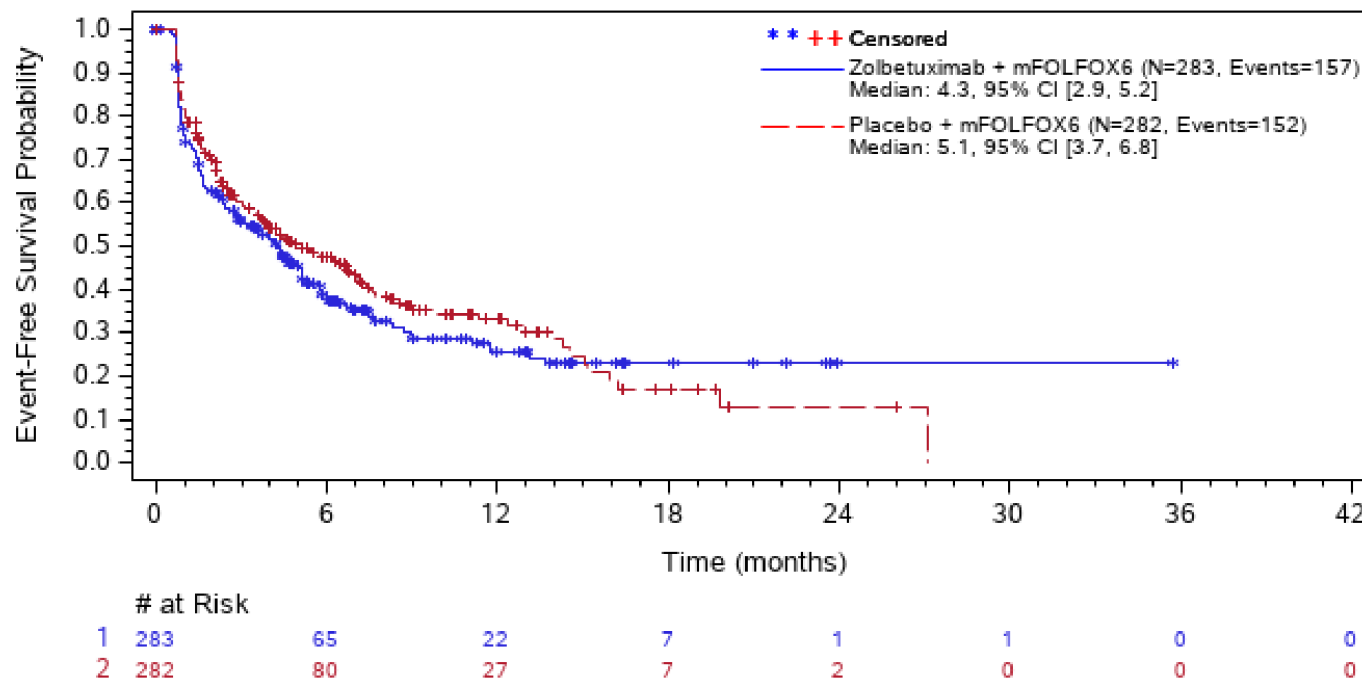 Event-Free Survival Probability
1.0
0.9
0.8
0.7
0.6
0.5
0.4
0.3
0.2
0.1
0.0
** ++ Censored
Zolbetuximab + mFOLFOX6 (N=283, Events=157)
Median: 4.3, 95% CI [2.9, 5.2]
Placebo + mFOLFOX6 (N=282, Events=152)
Median: 5.1, 95% CI [3.7, 6.8]
0 6 12 18 24 30 36 42
Time (months)
# at Risk
1 283 65 22 7 1 1 0 0
2 282 80 27 7 2 0 0 0